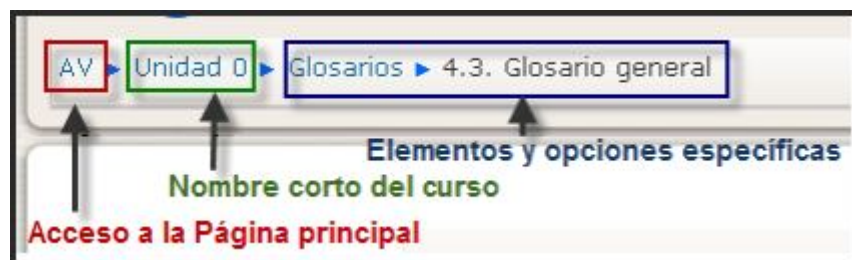 AV ► Unidad 0 ► Glosarios ► 4.3. Glosario general
Elementos y opciones específicas
Nombre corto del curso
Acceso a la Página principal